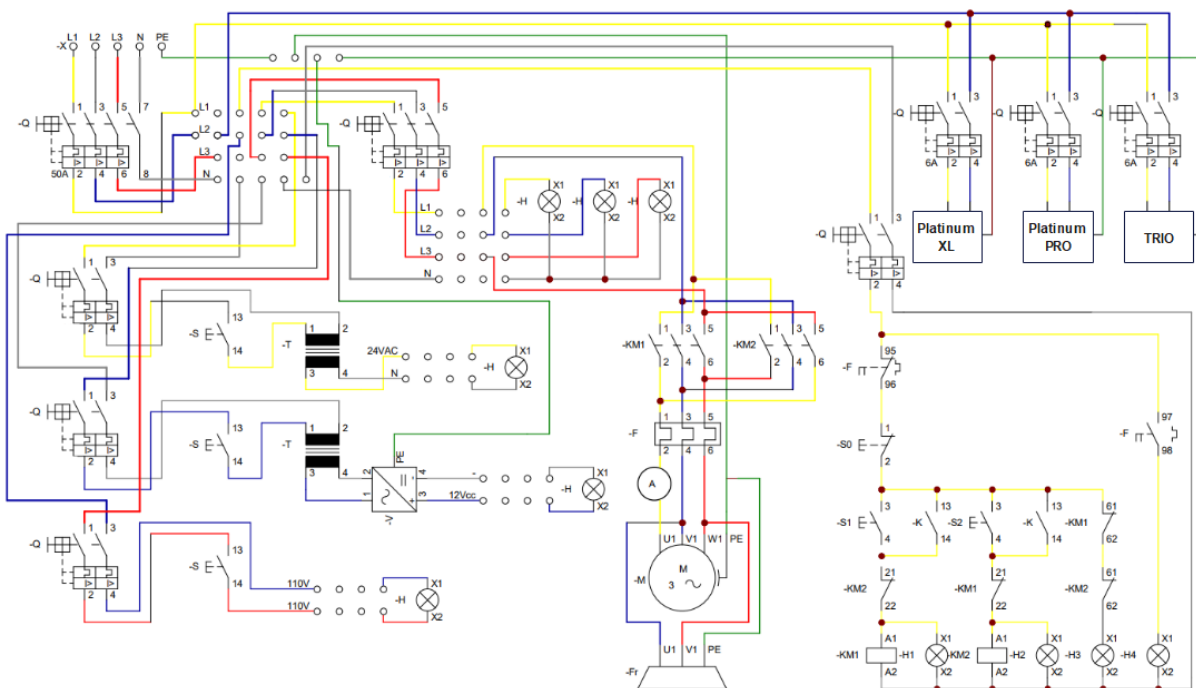 L1 L2 L3 N PE
-X
1 3 5 7
-Q
50A 2 4 6 8
L1
L2
L3
N
1 3 5
-Q
2 4 6
L1
L2
L3
N
X1 X1 X1
-H -H -H
X2 X2 X2
1 3 1 3 1 3
-Q -Q -Q
6A 2 4 6A 2 4 6A 2 4
Platinum XL
Platinum PRO
TRIO
1 3
-Q
2 4
1 3
-Q
2 4
13
-S
14
1 2
-T
3 4
24VAC
N
X1
-H
X2
1 3
-Q
2 4
13
-S
14
1 2
-T
3 4
PE
2 4
1 3
-V
-
+
12Vcc
X1
-H
X2
1 3
-Q
2 4
13
-S
14
110V
110V
X1
-H
X2
1 3 5
-KM1
2 4 6
1 3 5
-KM2
2 4 6
1 3 5
-F
2 4 6
A
U1 V1 W1 PE
-M
M
3
U1 V1 PE
-Fr
95
-F
96
97
-F
98
1
-S0
2
3 13 3 13 61
-S1 -K -S2 -K -KM1
4 14 4 14 62
21 21 61
-KM2 -KM1 -KM2
22 22 62
A1 X1 A1 X1 X1 X1
-KM1 -H1 -KM2 -H2 -H3 -H4
A2 X2 A2 X2 X2 X2